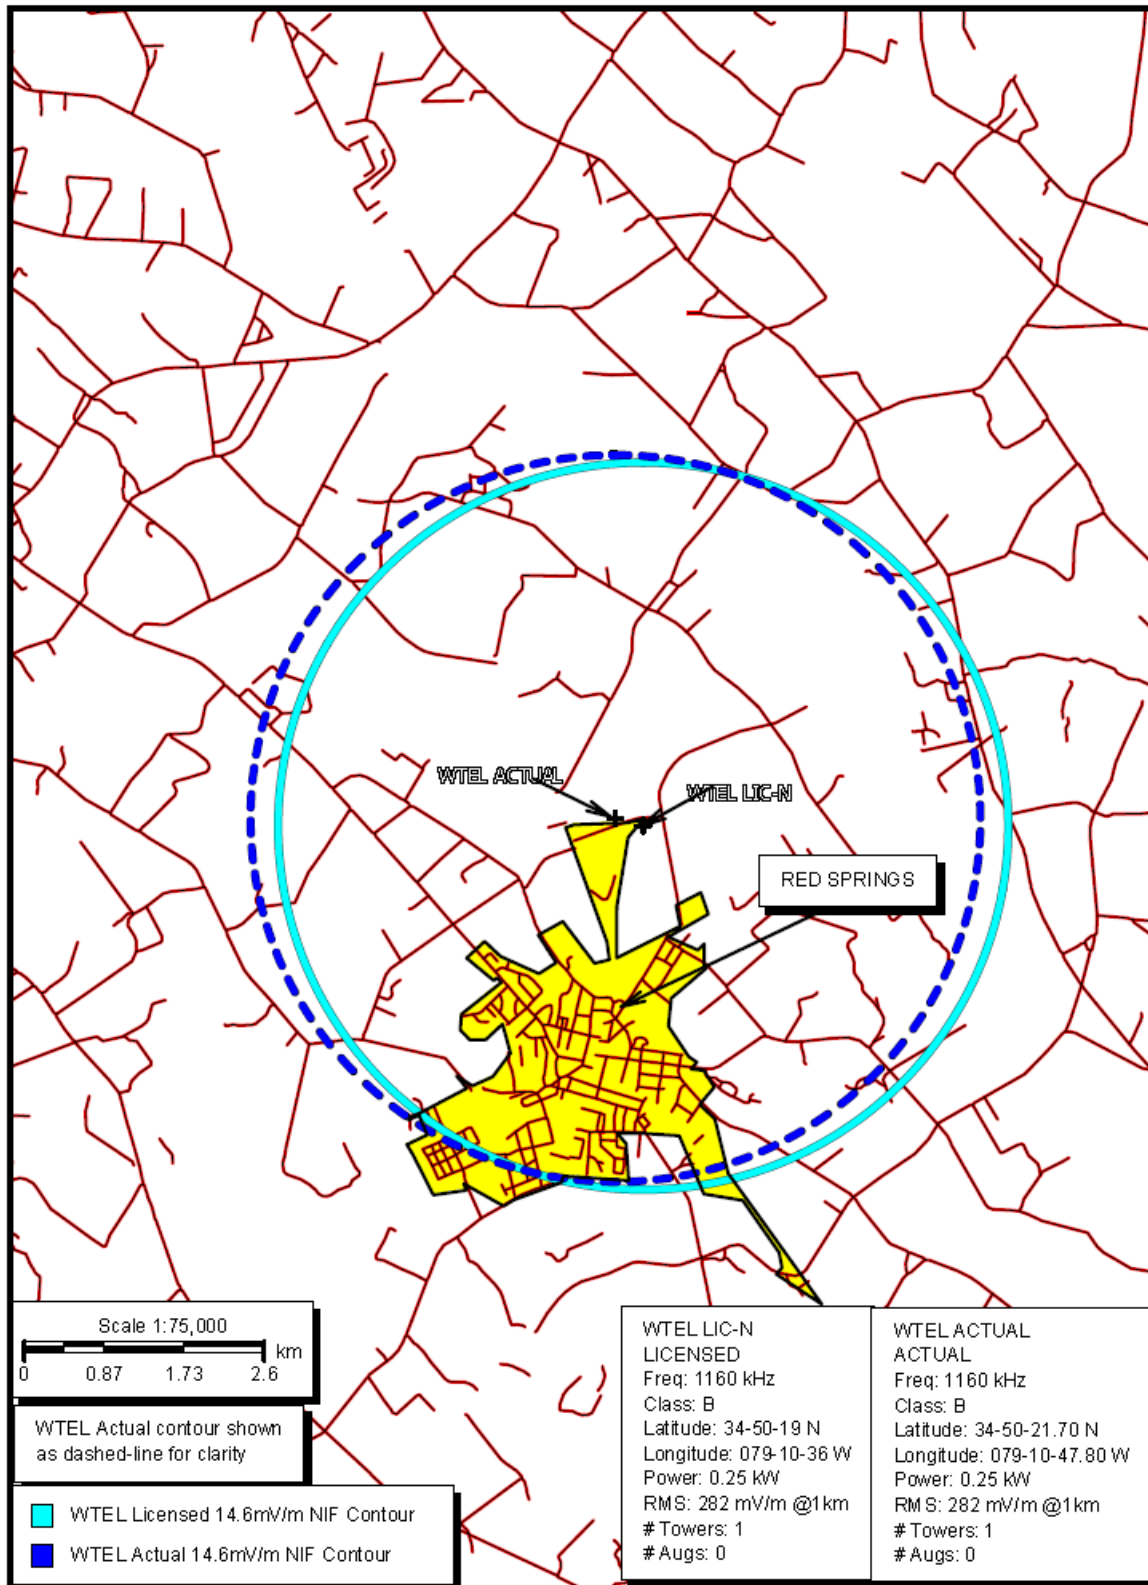 WTEL ACTUAL
WTEL LIC-N
RED SPRINGS
Scale 1:75,000
km
0 0.87 1.73 2.6
WTEL Actual contour shown
as dashed-line for clarity
WTEL Licensed 14.6mV/m NIF Contour
WTEL Actual 14.6mV/m NIF Contour
WTEL LIC-N
LICENSED
Freq: 1160 kHz
Class: B
Latitude: 34-50-19 N
Longitude: 079-10-36 W
Power: 0.25 kW
RMS: 282 mV/m @1km
# Towers: 1
# Augs: 0
WTEL ACTUAL
ACTUAL
Freq: 1160 kHz
Class: B
Latitude: 34-50-21.70 N
Longitude: 079-10-47.80 W
Power: 0.25 kW
RMS: 282 mV/m @1km
# Towers: 1
# Augs: 0